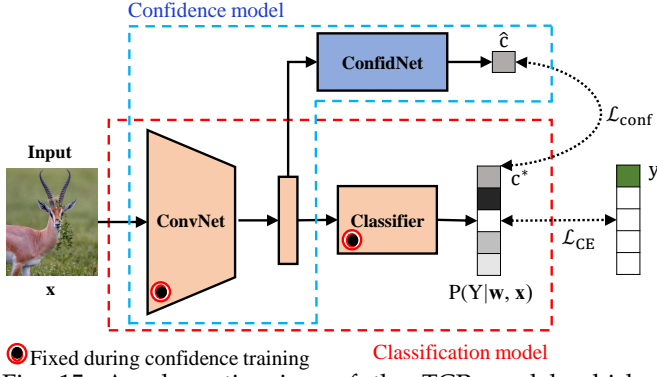 Confidence model
ConfidNet
ĉ
ℒconf
Input
ConvNet
Classifier
c*
y
ℒCE
x
P(Y|w, x)
Fixed during confidence training
Classification model